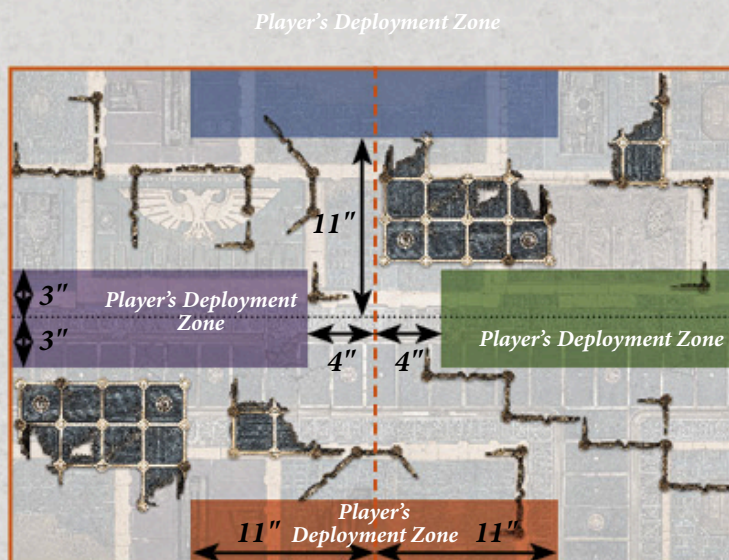 Player's Deployment Zone
11"
3"
Player's Deployment
Zone
3"
Player's Deployment Zone
4"
4"
Player's
11"
Deployment Zone
11"